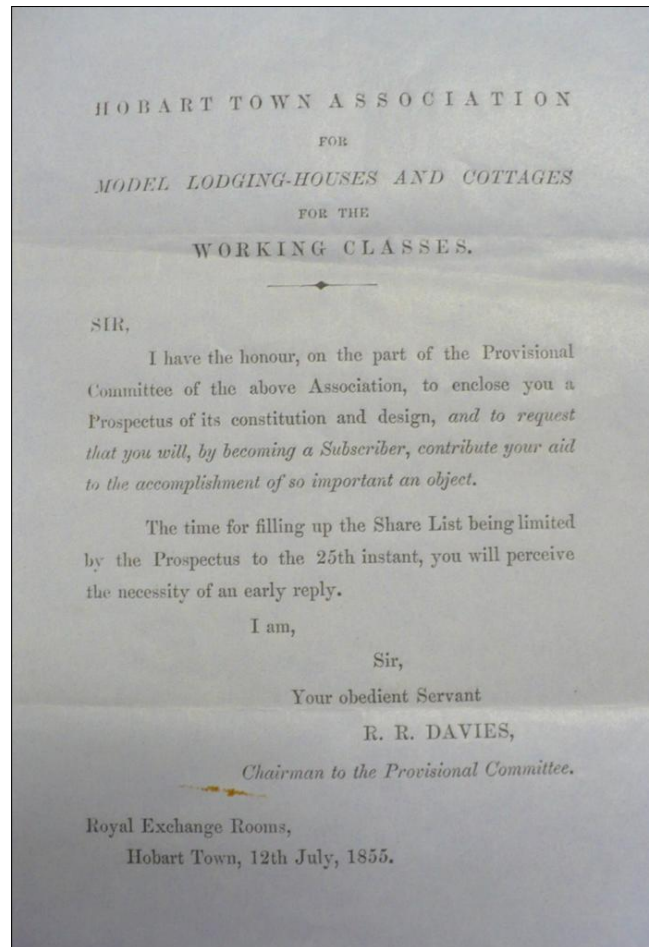 HOBART TOWN ASSOCIATION
FOR
MODEL LODGING-HOUSES AND COTTAGES
FOR THE
WORKING CLASSES.
SIR,
I have the honour, on the part of the Provisional
Committee of the above Association, to enclose you a
Prospectus of its constitution and design, and to request
that you will, by becoming a Subscriber, contribute your aid
to the accomplishment of so important an object.
The time for filling up the Share List being limited
by the Prospectus to the 25th instant, you will perceive
the necessity of an early reply.
I am,
Sir,
Your obedient Servant
R. R. DAVIES,
Chairman to the Provisional Committee.
Royal Exchange Rooms,
Hobart Town, 12th July, 1855.